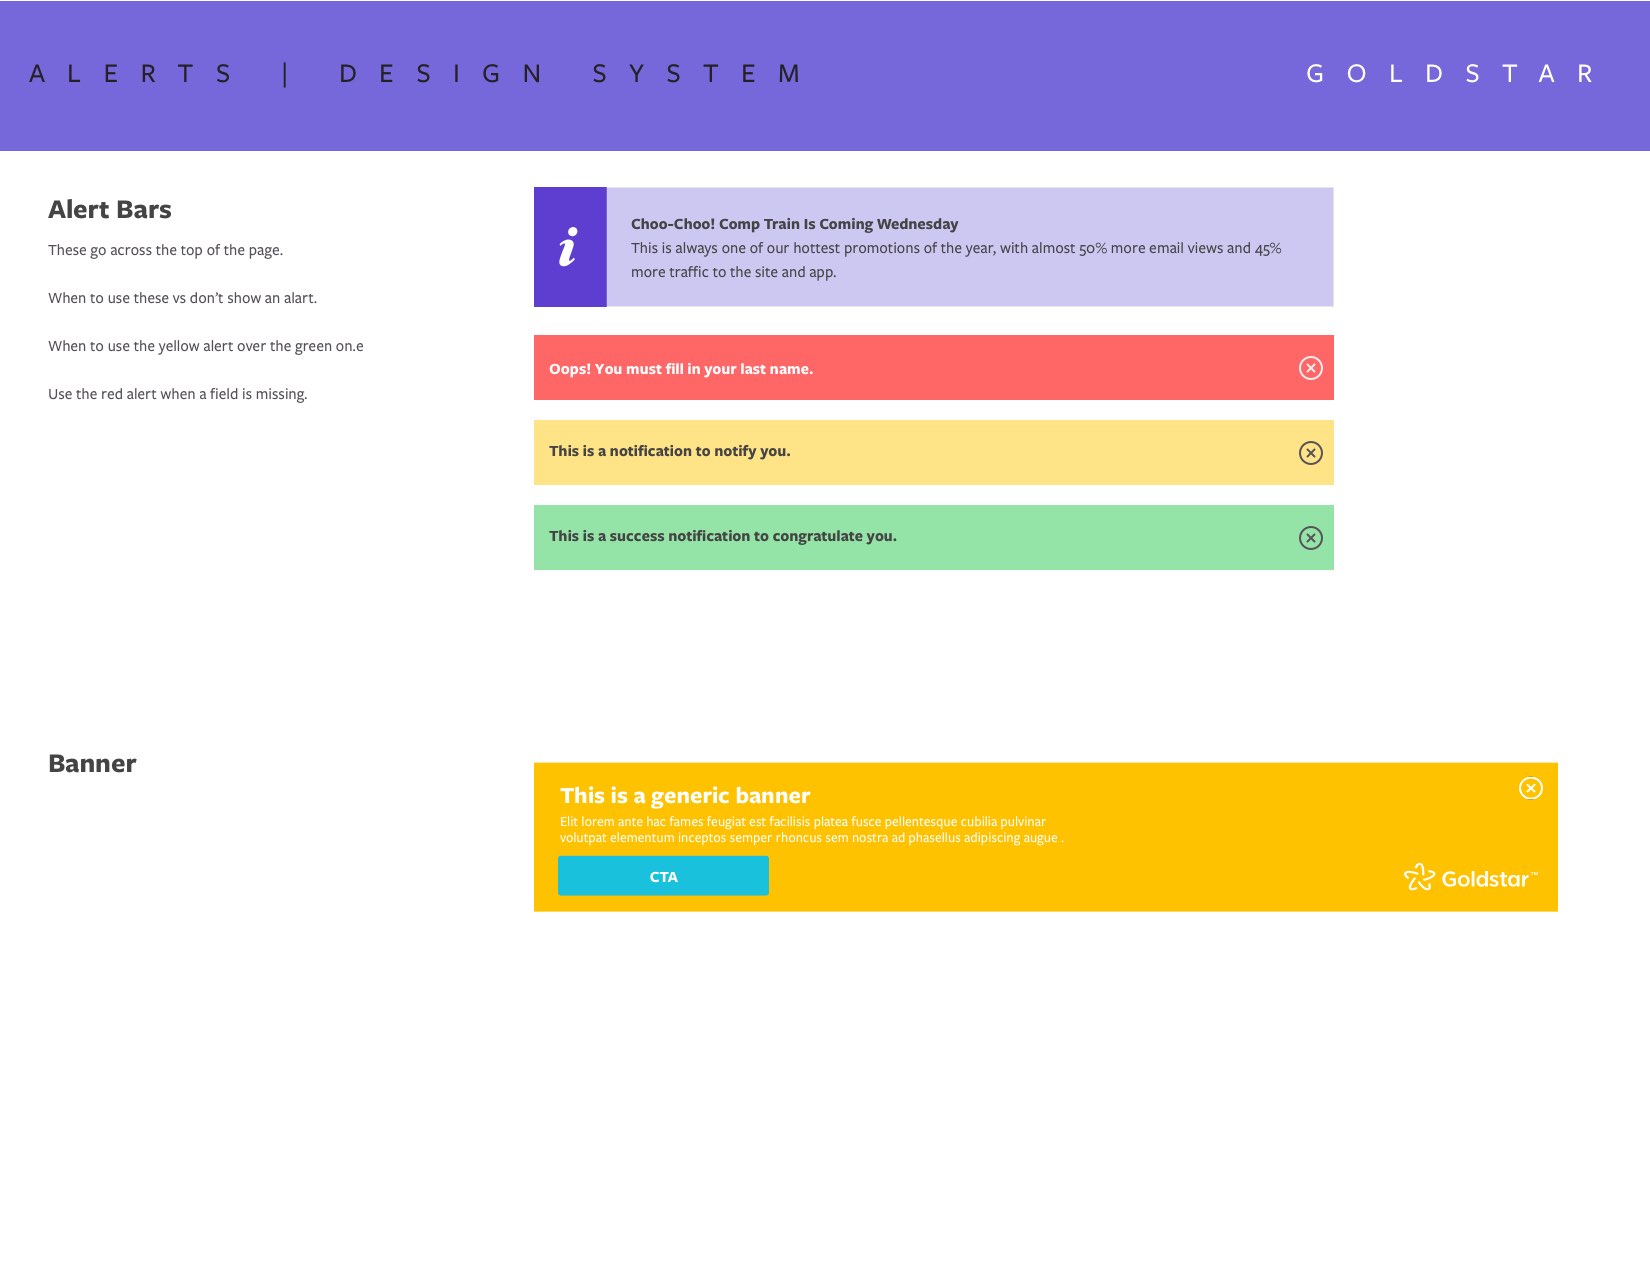 ALERTS | DESIGN SYSTEM
GOLDSTAR
Alert Bars
These go across the top of the page.
When to use these vs don’t show an alart.
When to use the yellow alert over the green on.e
Use the red alert when a field is missing.
i
Choo-Choo! Comp Train Is Coming Wednesday
This is always one of our hottest promotions of the year, with almost 50% more email views and 45%
more traffic to the site and app.
Oops! You must fill in your last name.
This is a notification to notify you.
This is a success notification to congratulate you.
Banner
This is a generic banner
Elit lorem ante hac fames feugiat est facilisis platea fusce pellentesque cubilia pulvinar
volutpat elementum inceptos semper rhoncus sem nostra ad phasellus adipiscing augue .
CTA
Goldstar™